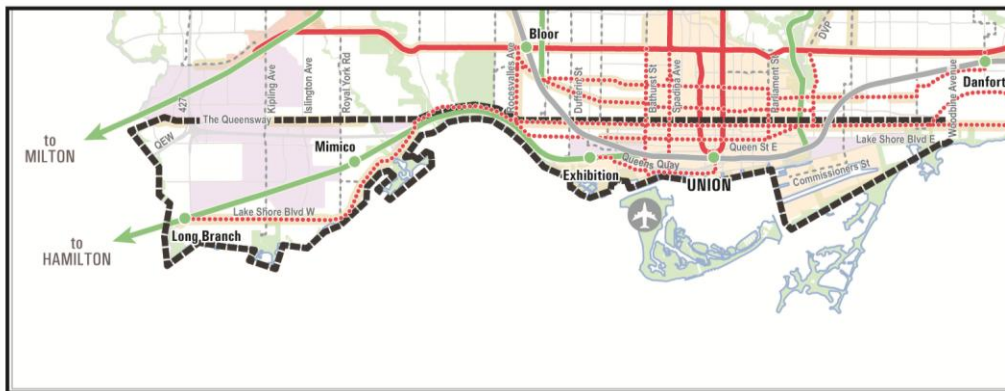 Bloor
DVP
Roncesvalles Ave
Dufferin St
Bathurst St
Spadina Ave
Parliament St
Woodbine Avenue
Danfort
427
Kipling Ave
Islington Ave
Royal York Rd
The Queensway
QEW
to
MILTON
Mimico
Queen St E
Lake Shore Blvd E
Exhibition
Queens Quay
UNION
Commissioners St
Lake Shore Blvd W
Long Branch
to
HAMILTON